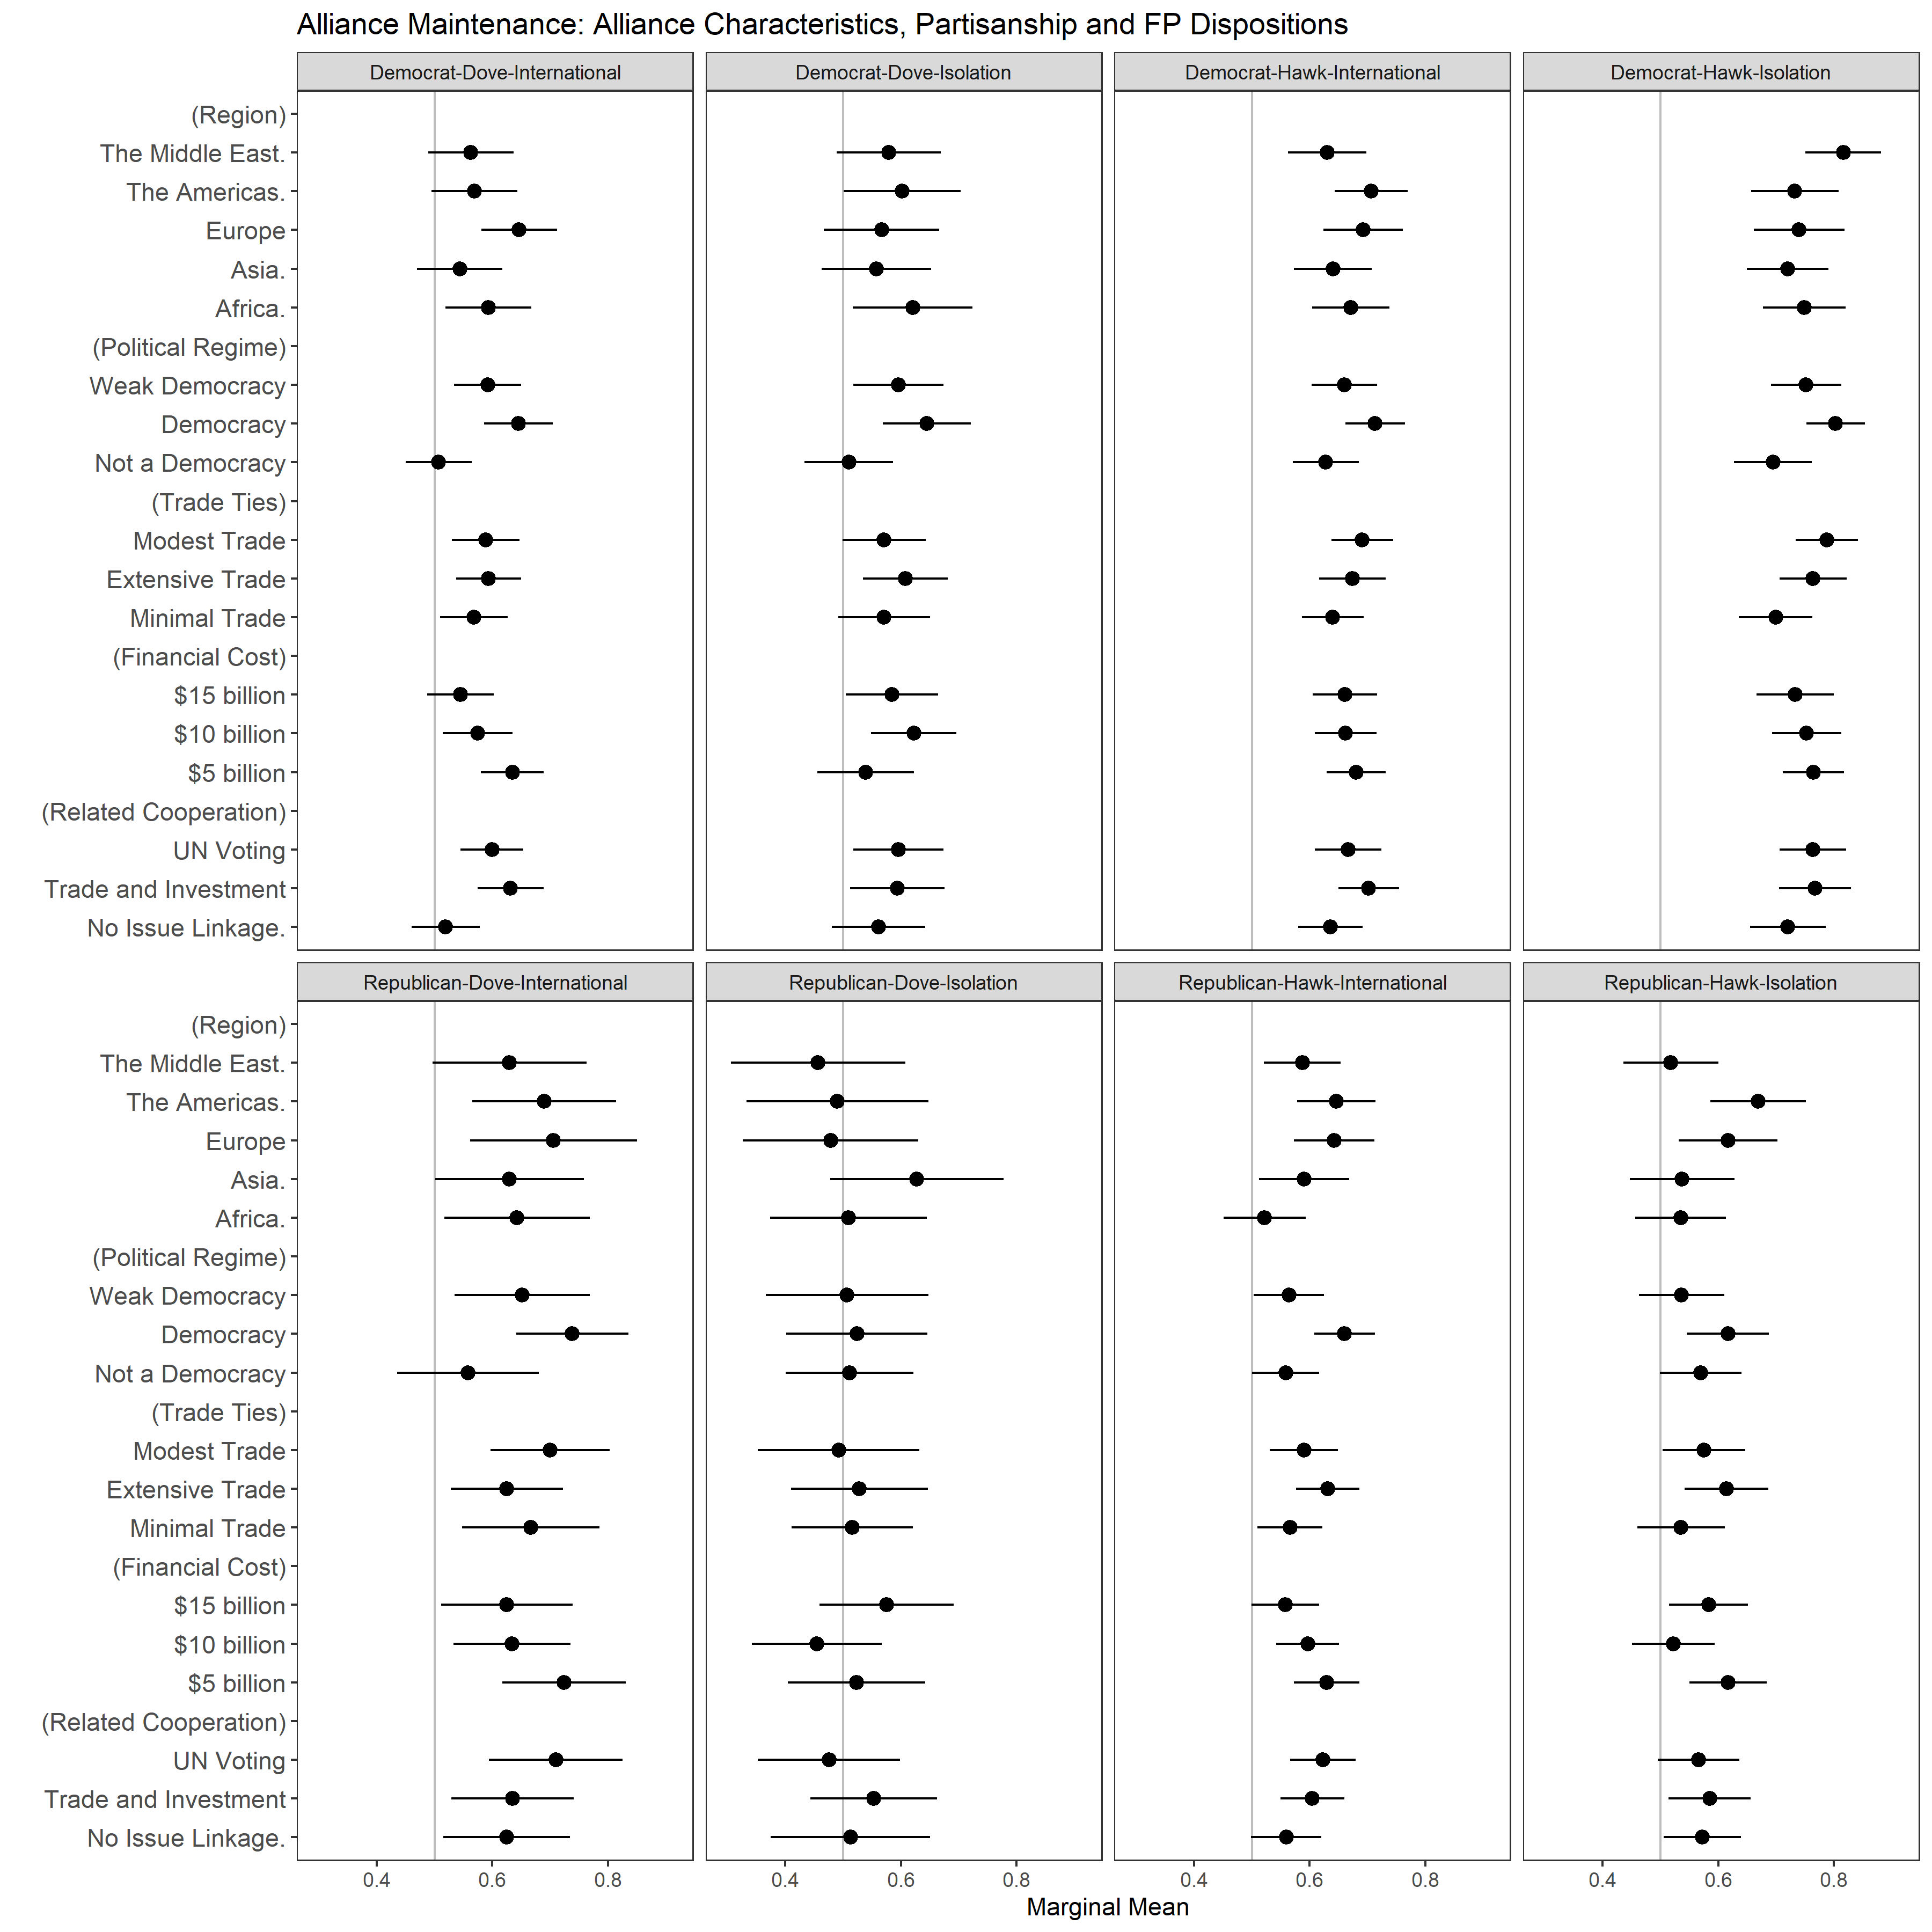 Alliance Maintenance: Alliance Characteristics, Partisanship and FP Dispositions
Democrat-Dove-International
Democrat-Dove-Isolation
Democrat-Hawk-International
Democrat-Hawk-Isolation
(Region)
The Middle East.
The Americas.
Europe
Asia.
Africa.
(Political Regime)
Weak Democracy
Democracy
Not a Democracy
(Trade Ties)
Modest Trade
Extensive Trade
Minimal Trade
(Financial Cost)
$15 billion
$10 billion
$5 billion
(Related Cooperation)
UN Voting
Trade and Investment
No Issue Linkage.
Republican-Dove-International
Republican-Dove-Isolation
Republican-Hawk-International
Republican-Hawk-Isolation
(Region)
The Middle East.
The Americas.
Europe
Asia.
Africa.
(Political Regime)
Weak Democracy
Democracy
Not a Democracy
(Trade Ties)
Modest Trade
Extensive Trade
Minimal Trade
(Financial Cost)
$15 billion
$10 billion
$5 billion
(Related Cooperation)
UN Voting
Trade and Investment
No Issue Linkage.
0.4 0.6 0.8 0.4 0.6 0.8 0.4 0.6 0.8 0.4 0.6 0.8
Marginal Mean